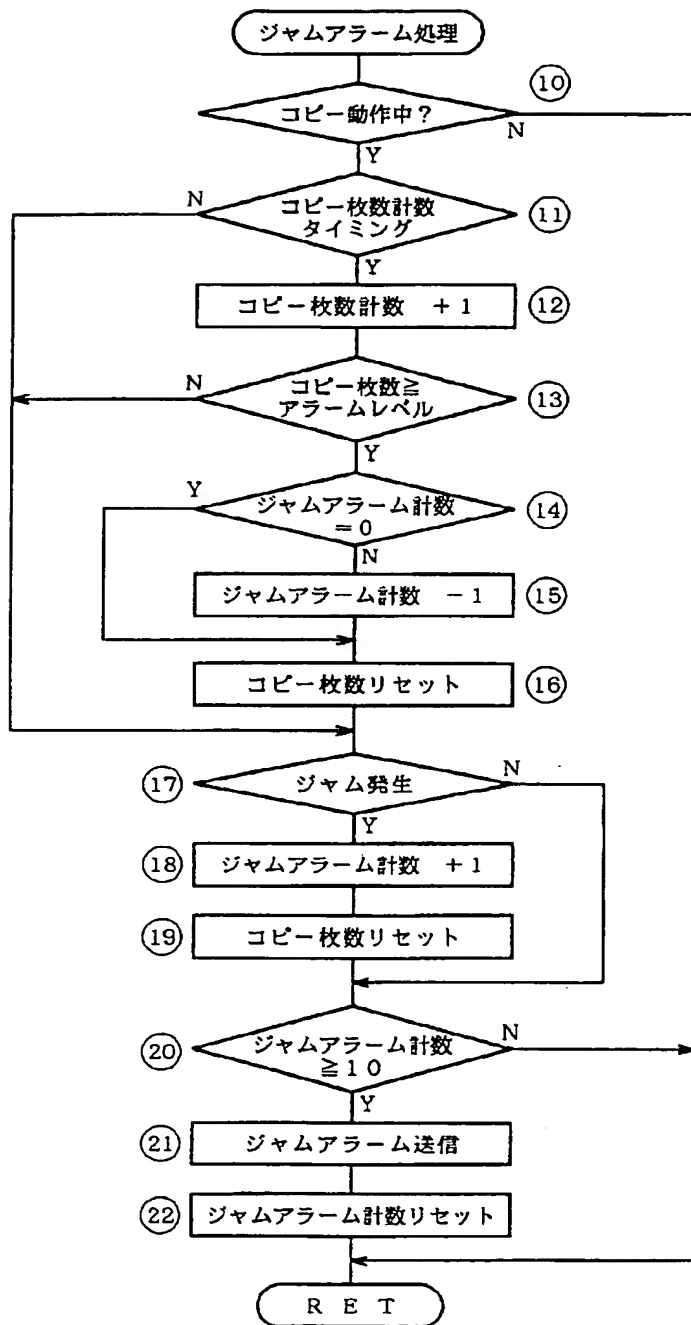 ジャムアラーム処理
10
コピー動作中？
N
Y
N
コピー枚数計数
タイミング
11
Y
コピー枚数計数 ＋１
12
N
コピー枚数≧
アラームレベル
13
Y
Y
ジャムアラーム計数
＝０
14
N
ジャムアラーム計数 －１
15
コピー枚数リセット
16
17
ジャム発生
N
Y
18
ジャムアラーム計数 ＋１
19
コピー枚数リセット
20
ジャムアラーム計数
≧１０
N
Y
21
ジャムアラーム送信
22
ジャムアラーム計数リセット
ＲＥＴ